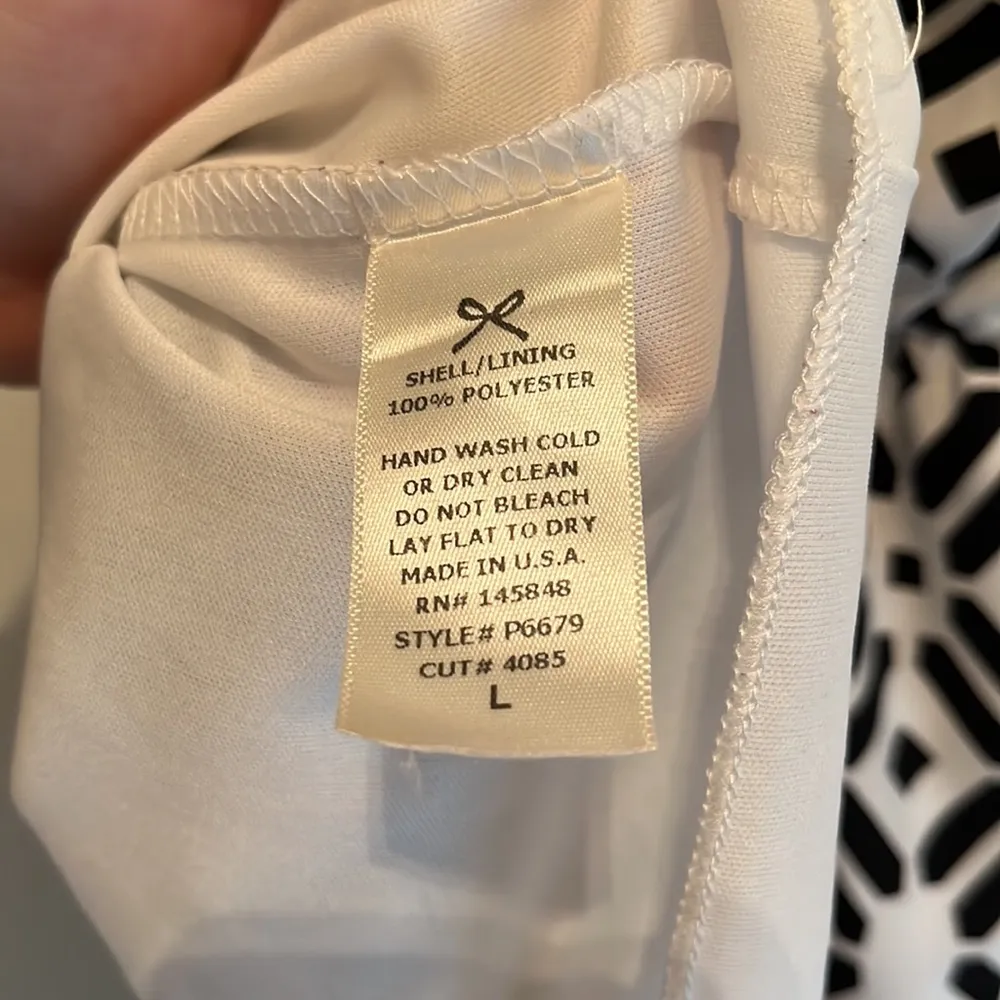 SHELL/LINING
100% POLYESTER
HAND WASH COLD
OR DRY CLEAN
DO NOT BLEACH
LAY FLAT TO DRY
MADE IN U.S.A.
RN# 145848
STYLE# P6679
CUT# 4085
L